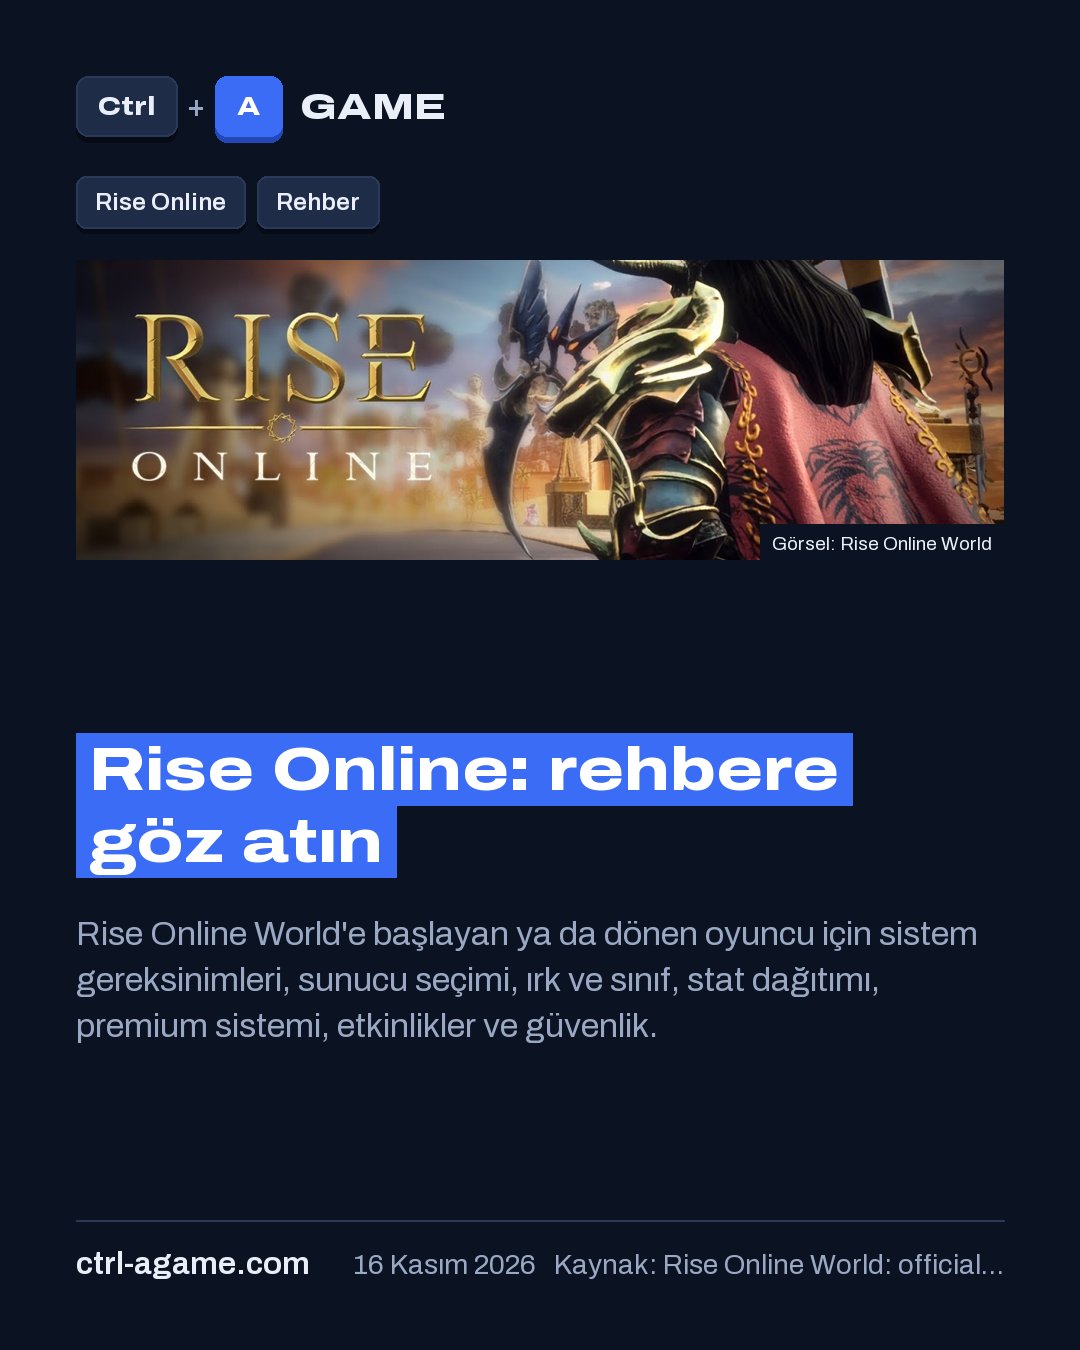 Ctrl + A GAME
Rise Online Rehber
RISE
ONLINE
Görsel: Rise Online World
Rise Online: rehbere
göz atın
Rise Online World'e başlayan ya da dönen oyuncu için sistem
gereksinimleri, sunucu seçimi, ırk ve sınıf, stat dağıtımı,
premium sistemi, etkinlikler ve güvenlik.
ctrl-agame.com 16 Kasım 2026 Kaynak: Rise Online World: official...